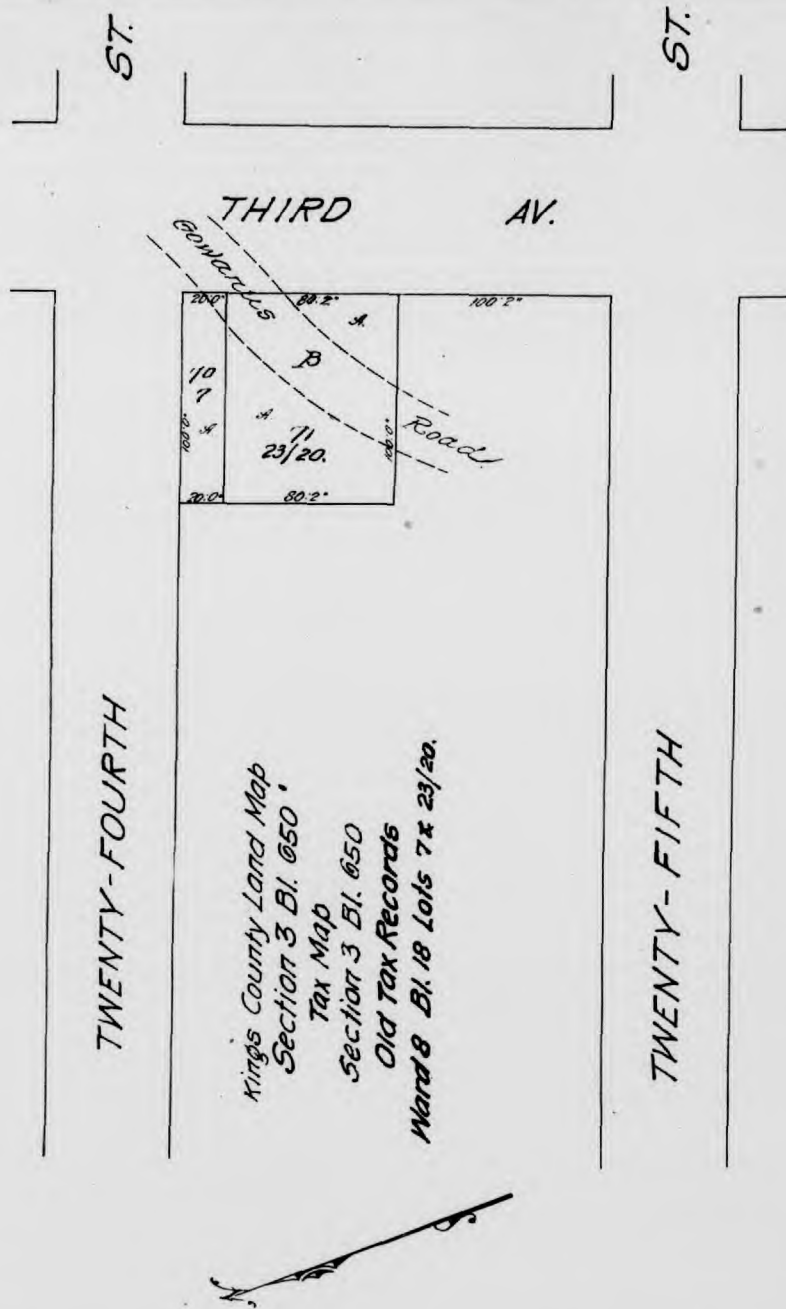 ST.
ST.
THIRD AV.
Gowanus
Road
20'0"
80'2"
100'2"
A
B
70
7
A
100'0"
A
71
23/20.
100'0"
20'0"
80'2"
TWENTY-FOURTH
TWENTY-FIFTH
Kings County Land Map
Section 3 Bl. 650
Tax Map
Section 3 Bl. 650
Old Tax Records
Ward 8 Bl. 18 Lots 7 & 23/20.